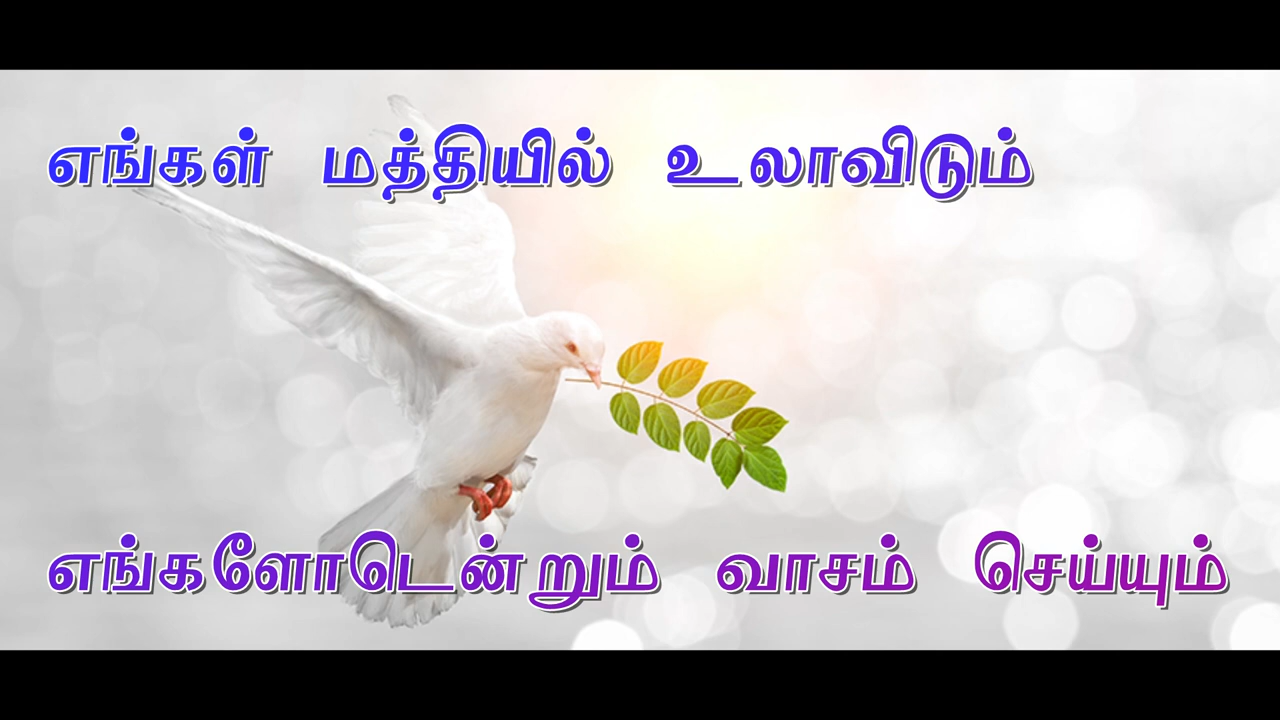 எங்கள் மத்தியில் உலாவிடும்
எங்களோடென்றும் வாசம் செய்யும்